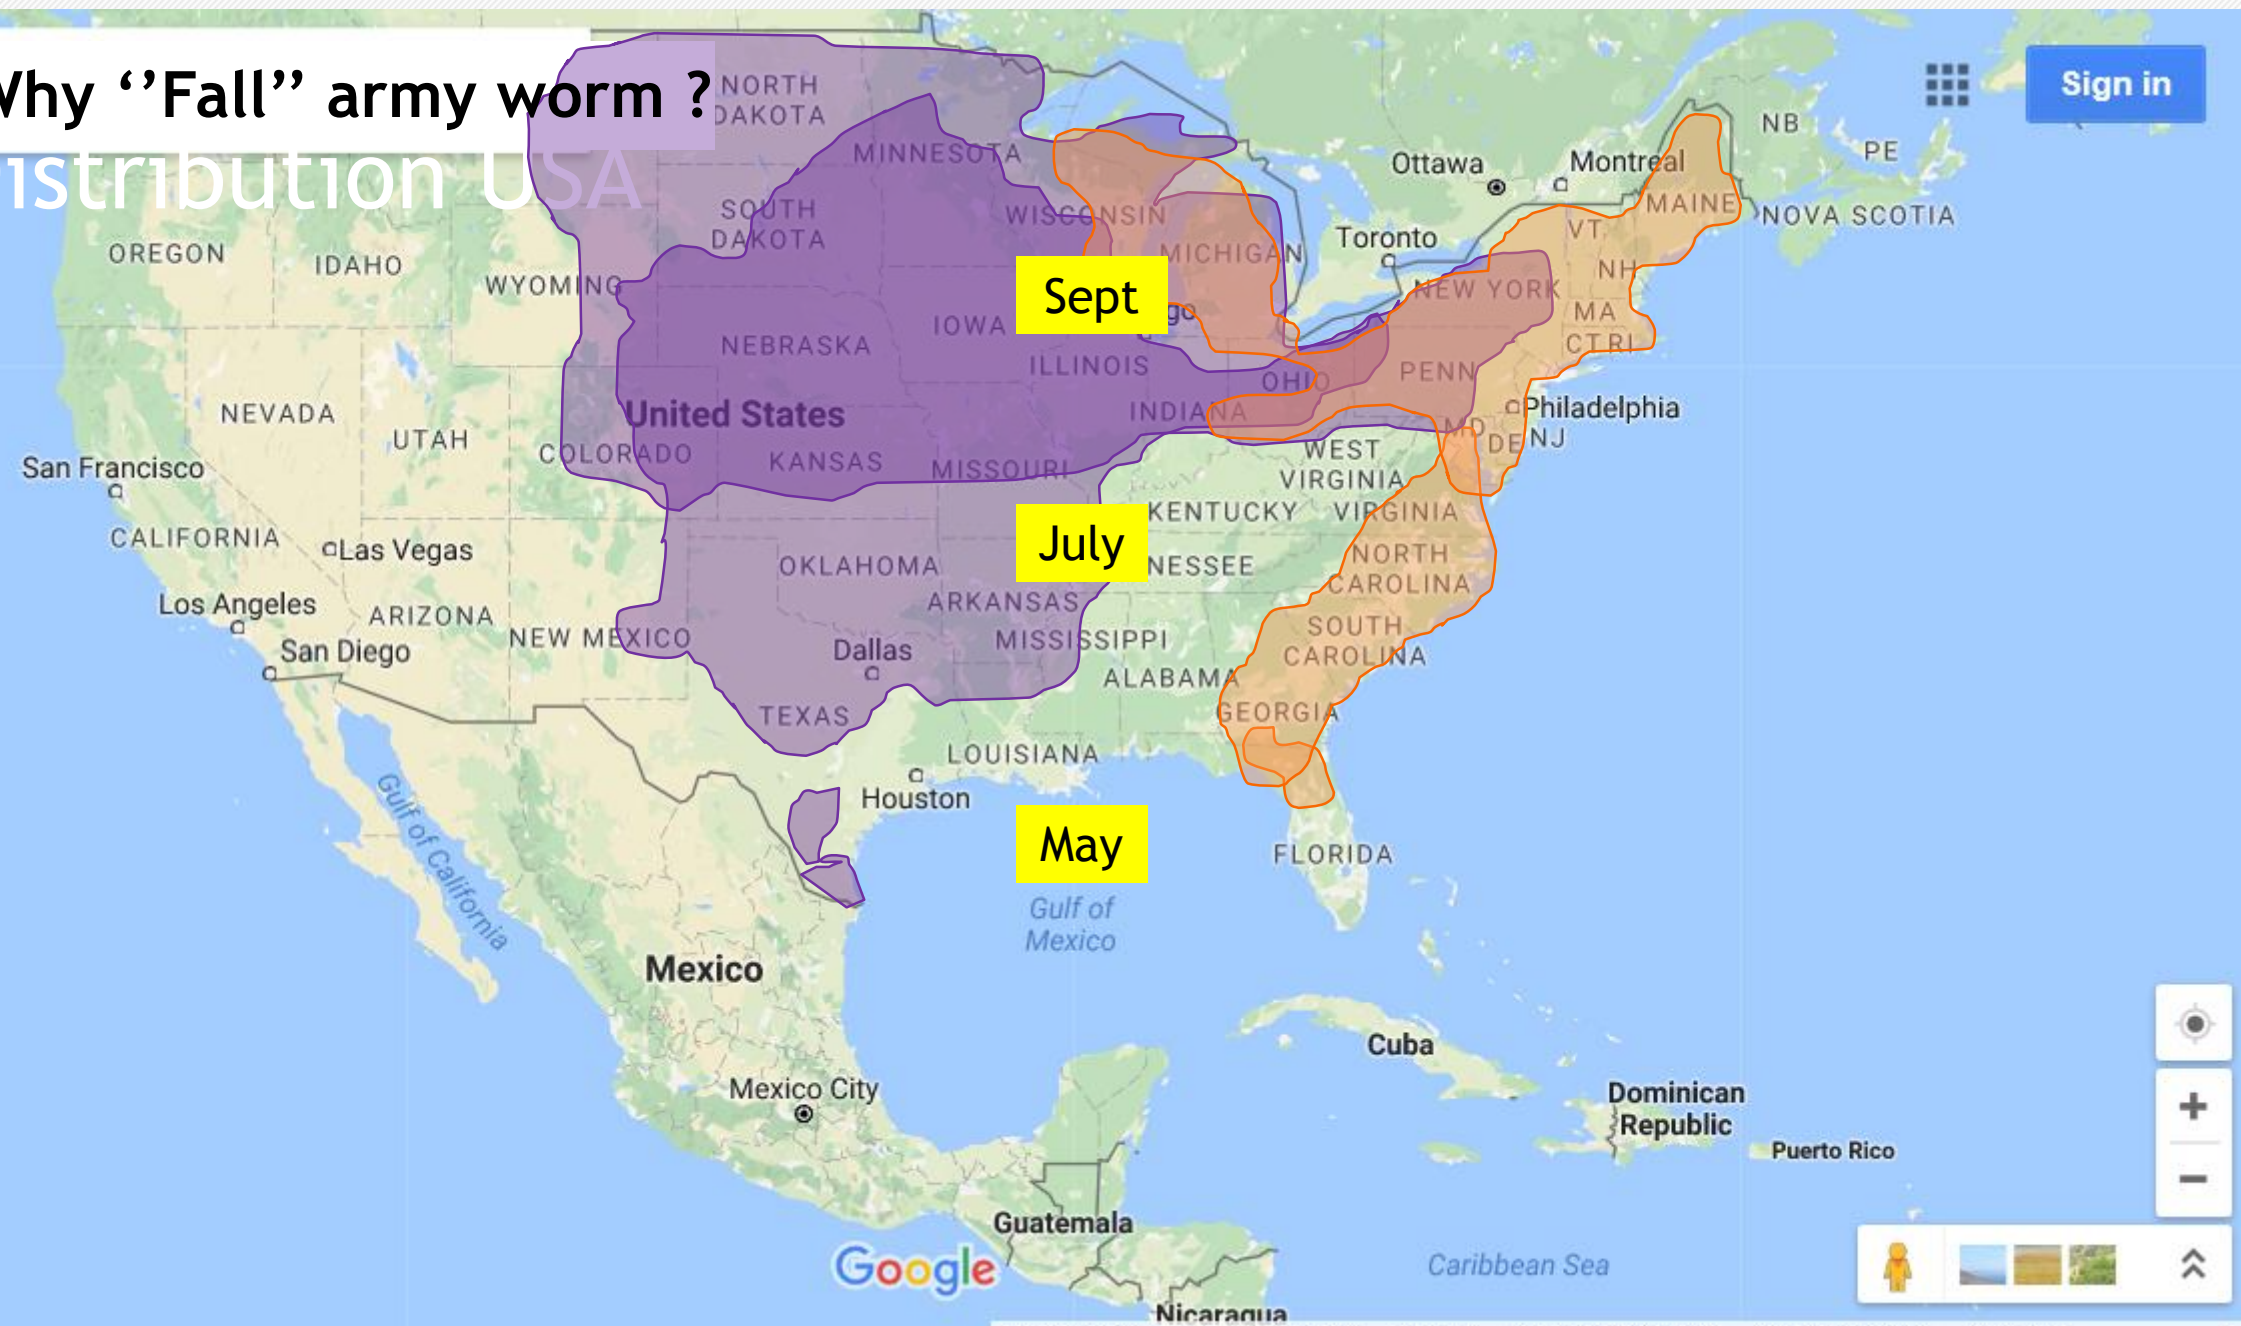 Why ‘’Fall’’ army worm ?
Distribution USA
Sign in
NORTH
DAKOTA
MINNESOTA
SOUTH
DAKOTA
WISCONSIN
MICHIGAN
Ottawa
Montreal
NB
PE
MAINE
NOVA SCOTIA
VT
NH
MA
CT RI
Toronto
NEW YORK
OREGON
IDAHO
WYOMING
Sept
go
IOWA
NEBRASKA
ILLINOIS
OHIO
PENN
INDIANA
MD
DE
NJ
Philadelphia
NEVADA
UTAH
United States
COLORADO
KANSAS
MISSOURI
WEST
VIRGINIA
San Francisco
CALIFORNIA
Las Vegas
KENTUCKY
VIRGINIA
July
OKLAHOMA
NESSEE
NORTH
CAROLINA
Los Angeles
ARIZONA
NEW MEXICO
ARKANSAS
MISSISSIPPI
SOUTH
CAROLINA
San Diego
Dallas
ALABAMA
TEXAS
GEORGIA
LOUISIANA
Houston
May
FLORIDA
Gulf of California
Gulf of
Mexico
Mexico
Cuba
Mexico City
Dominican
Republic
Puerto Rico
Guatemala
Google
Caribbean Sea
Nicaragua